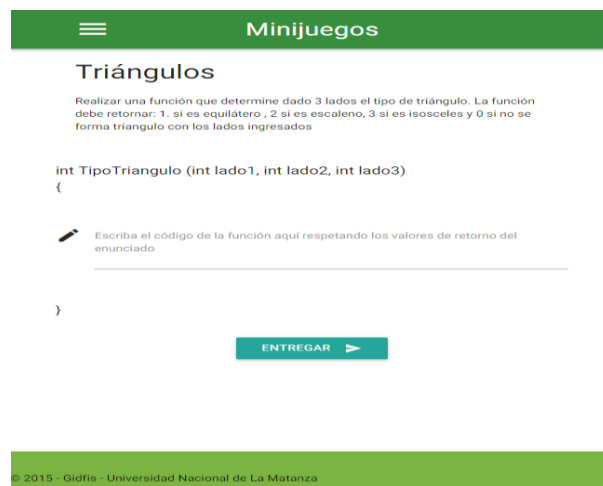 Minijuegos
Triángulos
Realizar una función que determine dado 3 lados el tipo de triángulo. La función
debe retornar: 1. si es equilátero , 2 si es escaleno, 3 si es isosceles y 0 si no se
forma tríangulo con los lados ingresados
int TipoTriangulo (int lado1, int lado2, int lado3)
{
Escriba el código de la función aquí respetando los valores de retorno del
enunciado
}
ENTREGAR
© 2015 - Gidfis - Universidad Nacional de La Matanza